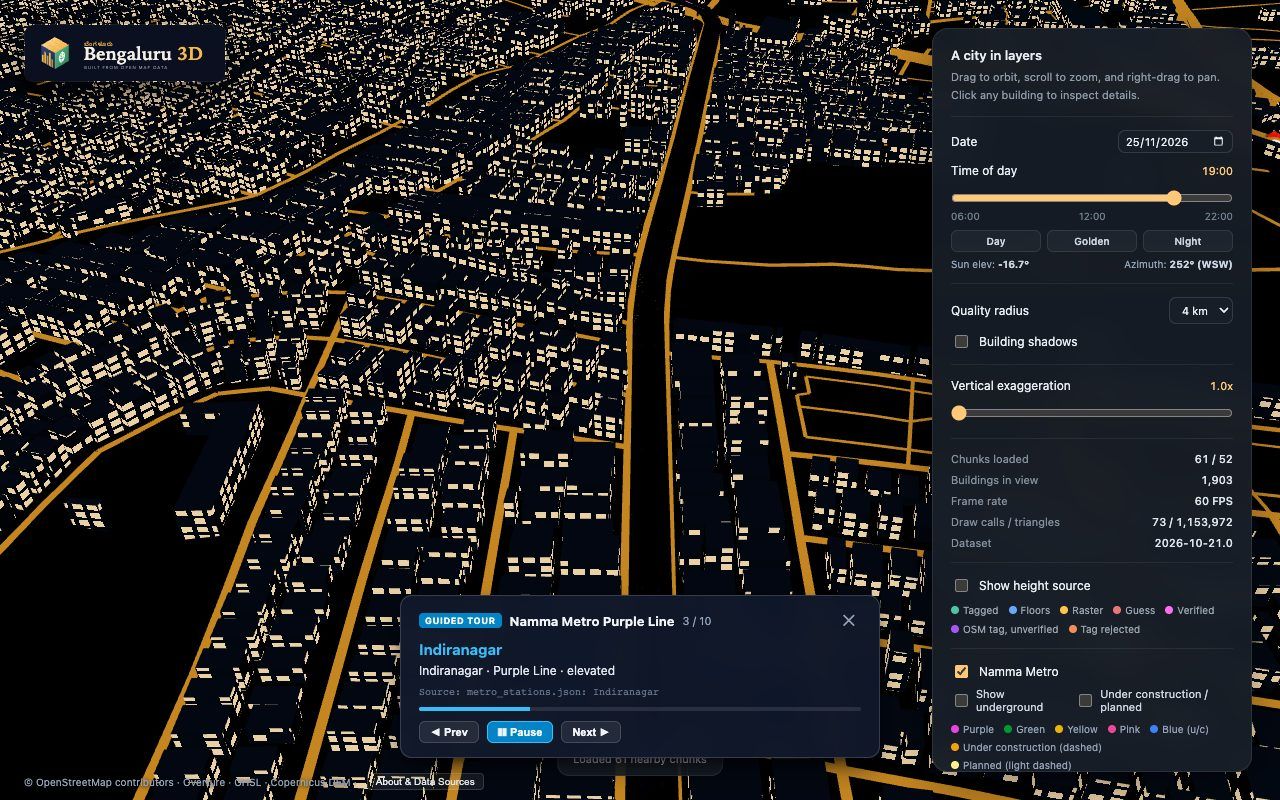 Bengaluru 3D
BUILT FROM OPEN MAP DATA
A city in layers
Drag to orbit, scroll to zoom, and right-drag to pan.
Click any building to inspect details.
Date
25/11/2026
Time of day
19:00
06:00
12:00
22:00
Day
Golden
Night
Sun elev: -16.7°
Azimuth: 252° (WSW)
Quality radius
4 km
Building shadows
Vertical exaggeration
1.0x
Chunks loaded
61 / 52
Buildings in view
1,903
Frame rate
60 FPS
Draw calls / triangles
73 / 1,153,972
Dataset
2026-10-21.0
Show height source
Tagged
Floors
Raster
Guess
Verified
OSM tag, unverified
Tag rejected
Namma Metro
Show underground
Under construction / planned
Purple
Green
Yellow
Pink
Blue (u/c)
Under construction (dashed)
Planned (light dashed)
GUIDED TOUR
Namma Metro Purple Line
3 / 10
Indiranagar
Indiranagar · Purple Line · elevated
Source: metro_stations.json: Indiranagar
Prev
Pause
Next
Loaded 61 nearby chunks
© OpenStreetMap contributors · Overture · GHSL · Copernicus DEM
About & Data Sources